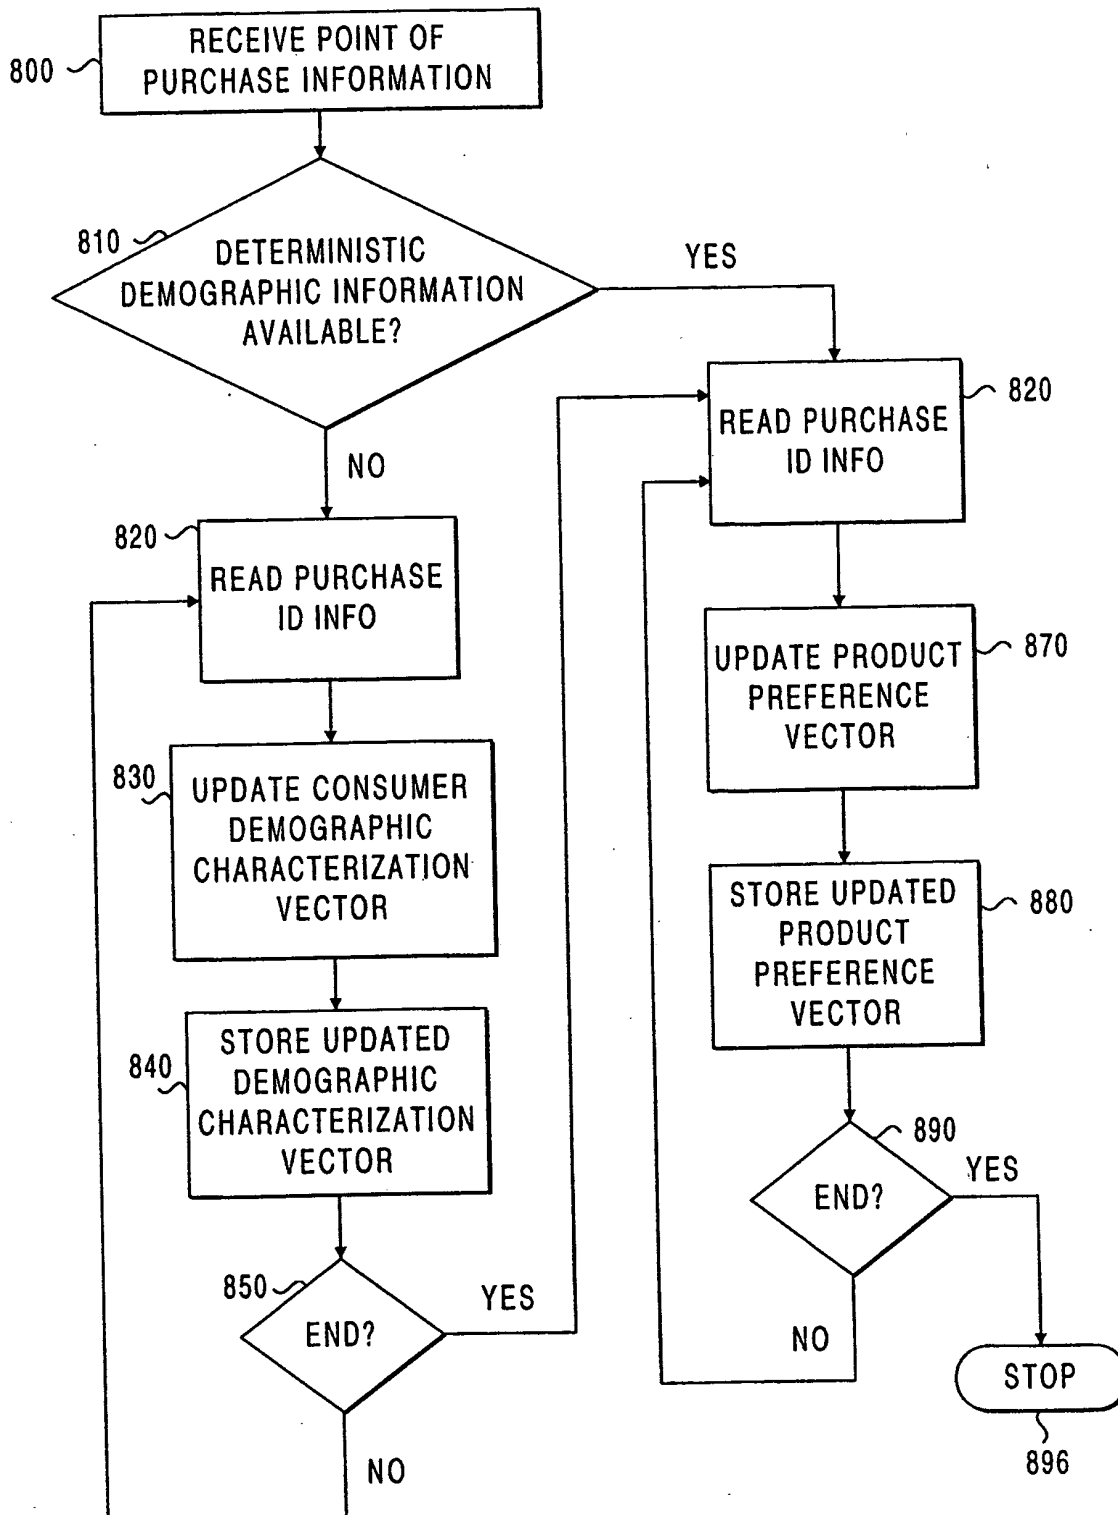 800
RECEIVE POINT OF
PURCHASE INFORMATION
810
DETERMINISTIC
DEMOGRAPHIC INFORMATION
AVAILABLE?
YES
NO
820
READ PURCHASE
ID INFO
830
UPDATE CONSUMER
DEMOGRAPHIC
CHARACTERIZATION
VECTOR
840
STORE UPDATED
DEMOGRAPHIC
CHARACTERIZATION
VECTOR
850
END?
YES
NO
820
READ PURCHASE
ID INFO
870
UPDATE PRODUCT
PREFERENCE
VECTOR
880
STORE UPDATED
PRODUCT
PREFERENCE
VECTOR
890
END?
YES
NO
STOP
896